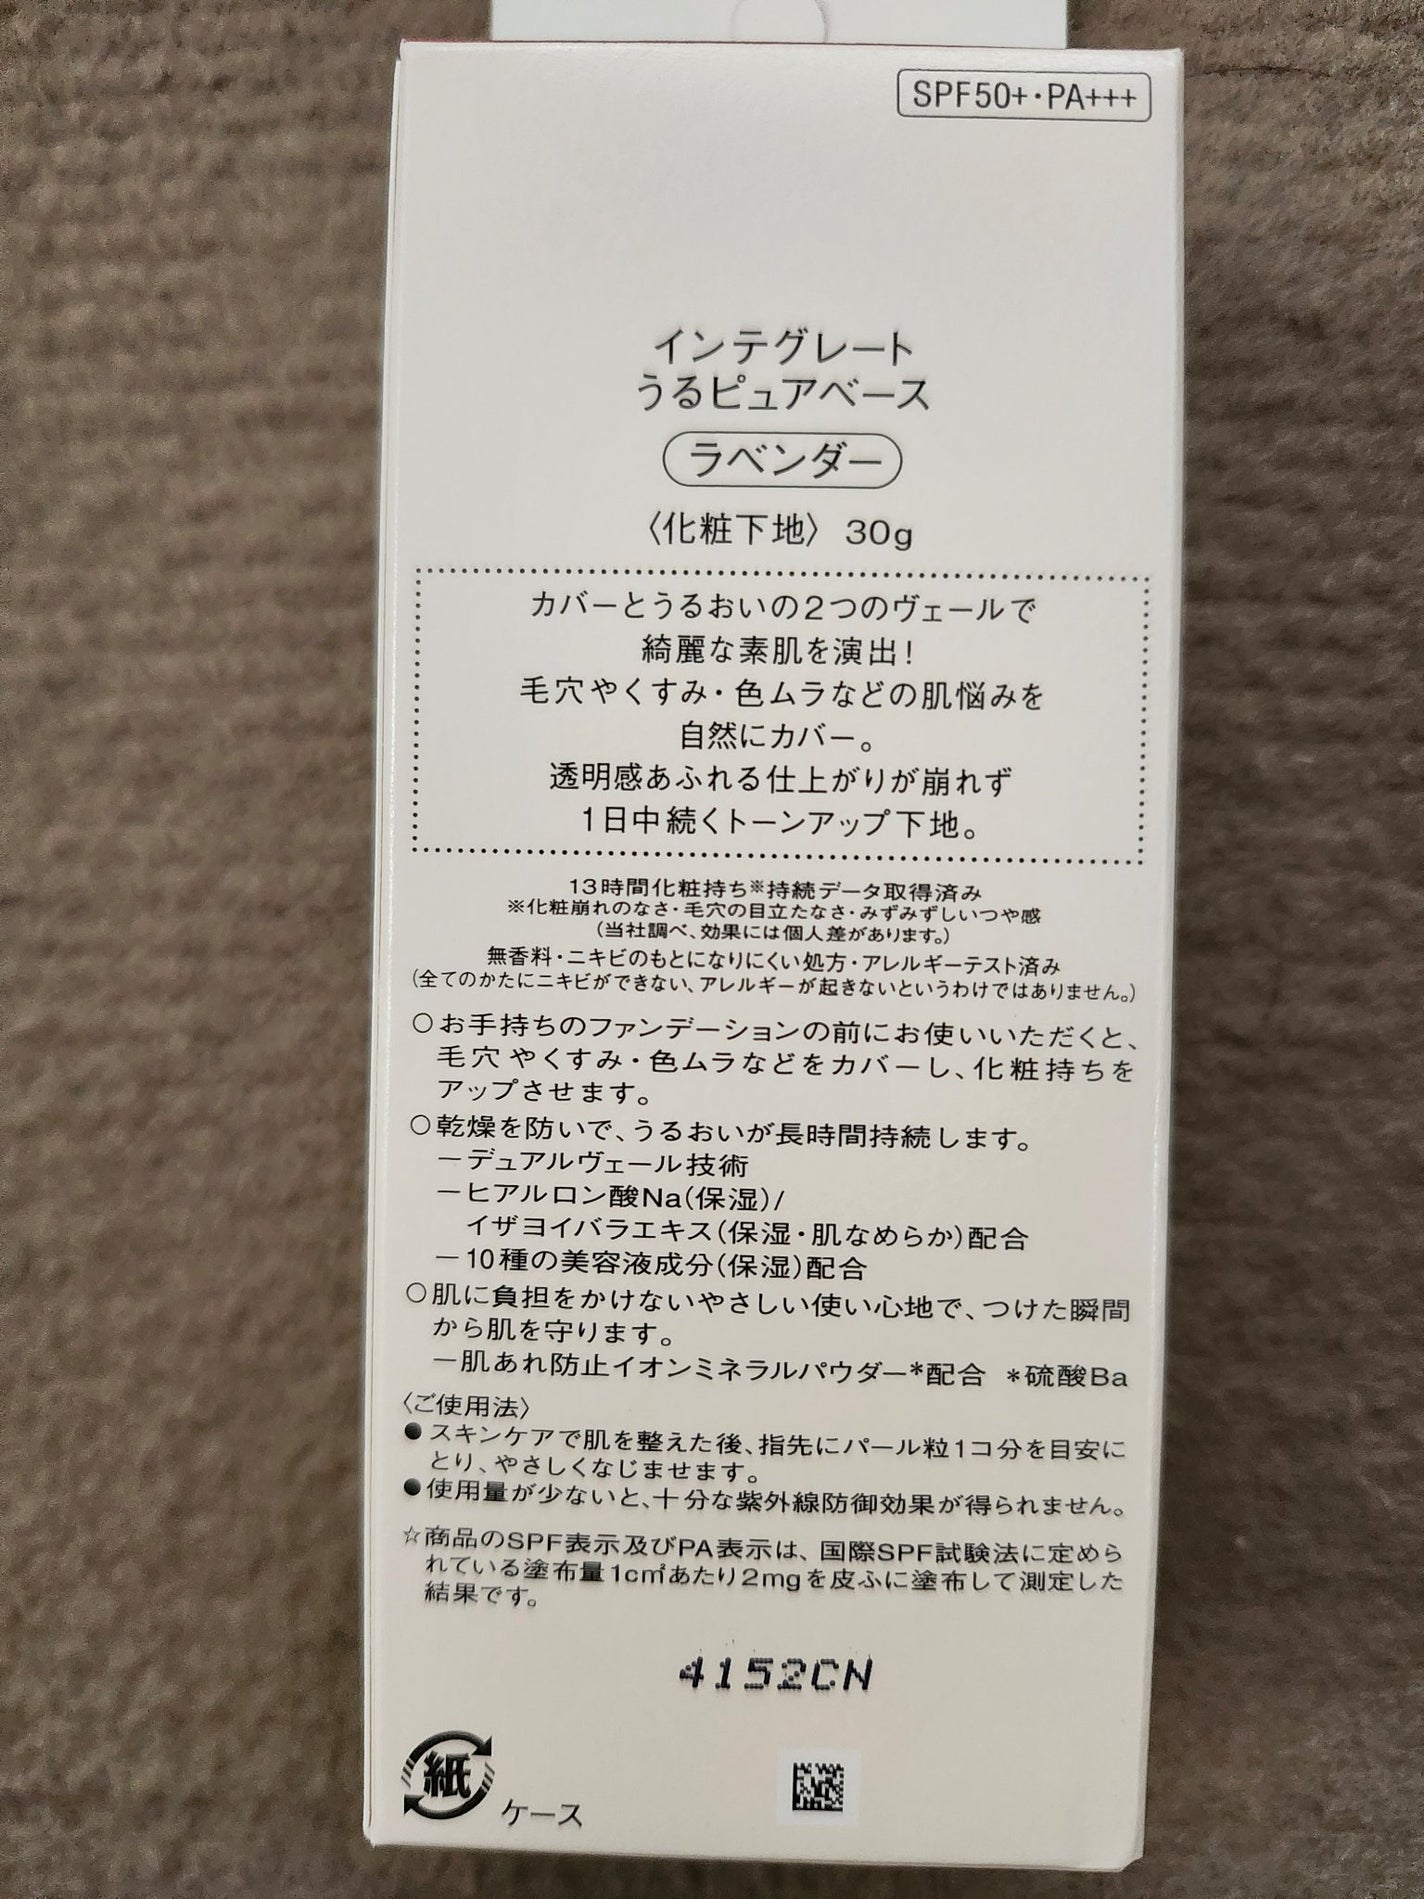 SPF50+・PA+++
インテグレート
うるピュアベース
ラベンダー
〈化粧下地〉 30g
カバーとうるおいの2つのヴェールで
綺麗な素肌を演出!
毛穴やくすみ・色ムラなどの肌悩みを
自然にカバー。
透明感あふれる仕上がりが崩れず
1日中続くトーンアップ下地。
13時間化粧持ち※持続データ取得済み
※化粧崩れのなさ・毛穴の目立たなさ・みずみずしいつや感
(当社調べ、効果には個人差があります。)
無香料・ニキビのもとになりにくい処方・アレルギーテスト済み
(全てのかたにニキビができない、アレルギーが起きないというわけではありません。)
○お手持ちのファンデーションの前にお使いいただくと、
毛穴やくすみ・色ムラなどをカバーし、化粧持ちを
アップさせます。
○乾燥を防いで、うるおいが長時間持続します。
－デュアルヴェール技術
－ヒアルロン酸Na(保湿)/
イザヨイバラエキス(保湿・肌なめらか)配合
－10種の美容液成分(保湿)配合
○肌に負担をかけないやさしい使い心地で、つけた瞬間
から肌を守ります。
－肌あれ防止イオンミネラルパウダー*配合 *硫酸Ba
〈ご使用法〉
●スキンケアで肌を整えた後、指先にパール粒1コ分を目安に
とり、やさしくなじませます。
●使用量が少ないと、十分な紫外線防御効果が得られません。
☆商品のSPF表示及びPA表示は、国際SPF試験法に定めら
れている塗布量1c㎡あたり2mgを皮ふに塗布して測定した
結果です。
4152CN
紙
ケース